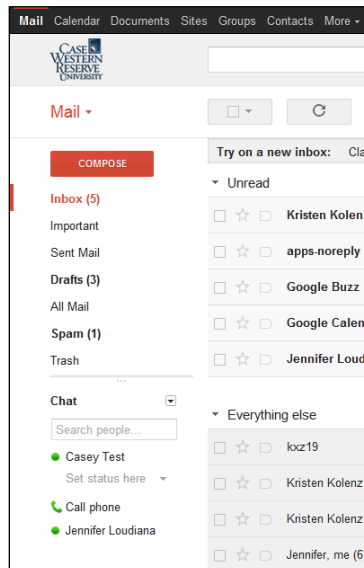 Mail Calendar Documents Sites Groups Contacts More
CASE
WESTERN
RESERVE
UNIVERSITY
Mail
COMPOSE
Try on a new inbox: Cla
Inbox (5)
Unread
Important
Kristen Kolen
Sent Mail
apps-noreply
Drafts (3)
Google Buzz
All Mail
Google Calen
Spam (1)
Trash
Jennifer Loud
Chat
Everything else
Search people...
kxz19
Casey Test
Set status here
Kristen Kolenz
Call phone
Kristen Kolenz
Jennifer Loudiana
Jennifer, me (6